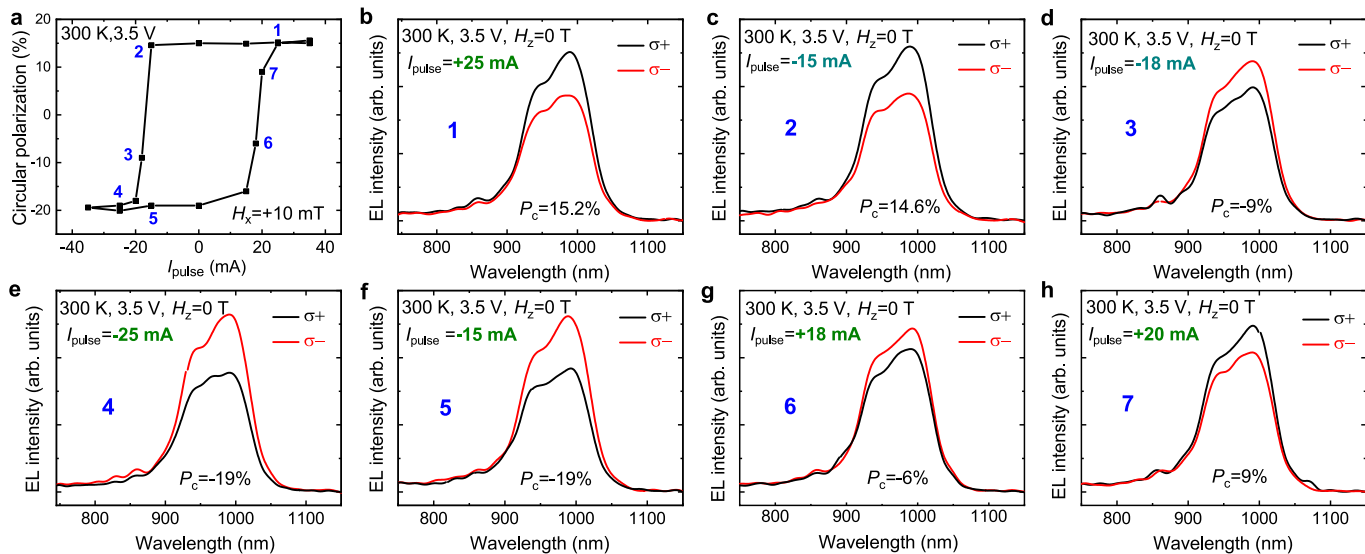 a
300 K,3.5 V
Circular polarization (%)
20
15
10
5
0
-5
-10
-15
-20
1
2
7
3
6
4
5
Hx=+10 mT
-40
-20
0
20
40
Ipulse (mA)
b
300 K, 3.5 V, Hz=0 T
Ipulse=+25 mA
σ+
σ−
1
Pc=15.2%
EL intensity (arb. units)
800
900
1000
1100
Wavelength (nm)
c
300 K, 3.5 V, Hz=0 T
Ipulse=-15 mA
σ+
σ−
2
Pc=14.6%
EL intensity (arb. units)
800
900
1000
1100
Wavelength (nm)
d
300 K, 3.5 V, Hz=0 T
Ipulse=-18 mA
σ+
σ−
3
Pc=-9%
EL intensity (arb. units)
800
900
1000
1100
Wavelength (nm)
e
300 K, 3.5 V, Hz=0 T
Ipulse=-25 mA
σ+
σ−
4
Pc=-19%
EL intensity (arb. units)
800
900
1000
1100
Wavelength (nm)
f
300 K, 3.5 V, Hz=0 T
Ipulse=-15 mA
σ+
σ−
5
Pc=-19%
EL intensity (arb. units)
800
900
1000
1100
Wavelength (nm)
g
300 K, 3.5 V, Hz=0 T
Ipulse=+18 mA
σ+
σ−
6
Pc=-6%
EL intensity (arb. units)
800
900
1000
1100
Wavelength (nm)
h
300 K, 3.5 V, Hz=0 T
Ipulse=+20 mA
σ+
σ−
7
Pc=9%
EL intensity (arb. units)
800
900
1000
1100
Wavelength (nm)